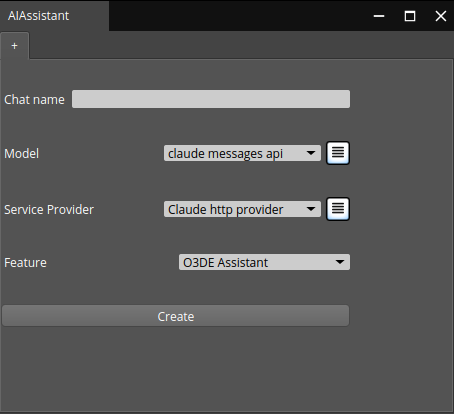 AIAssistant
+
Chat name
Model claude messages api
Service Provider Claude http provider
Feature O3DE Assistant
Create